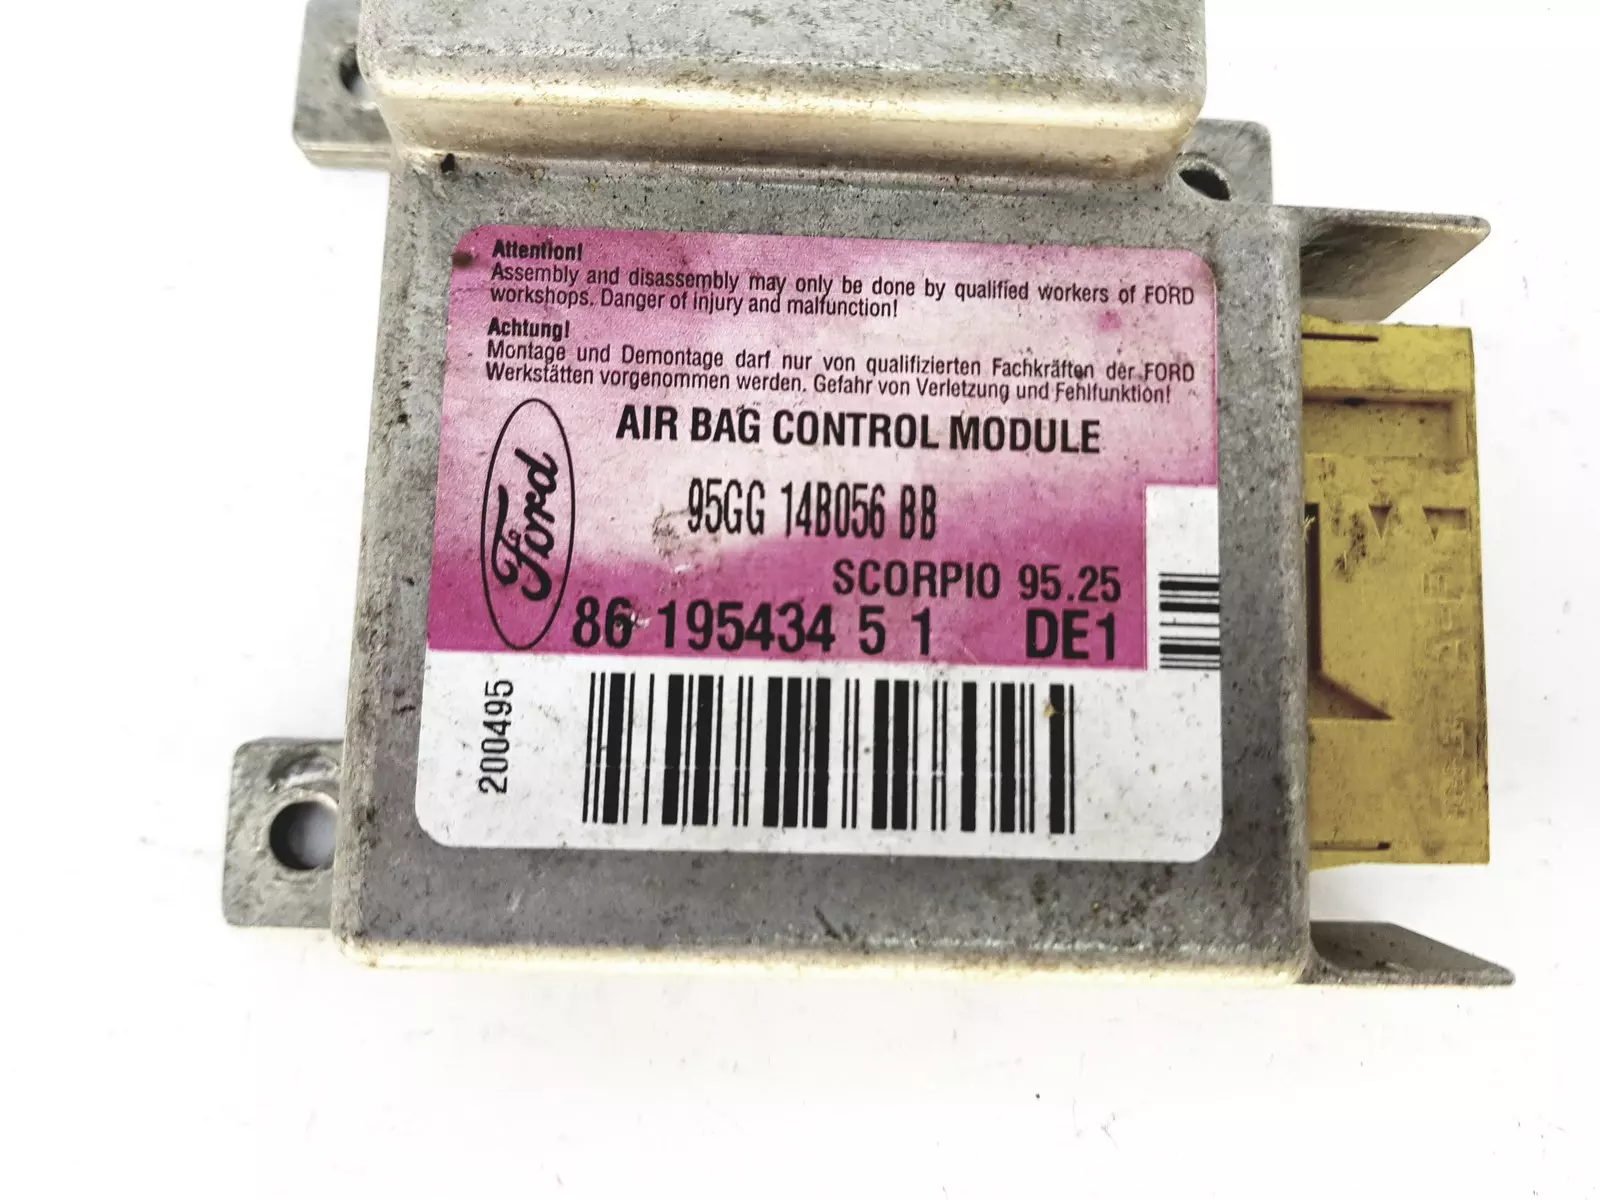 Attention!
Assembly and disassembly may only be done by qualified workers of FORD
workshops. Danger of injury and malfunction!
Achtung!
Montage und Demontage darf nur von qualifizierten Fachkräften der FORD
Werkstätten vorgenommen werden. Gefahr von Verletzung und Fehlfunktion!
AIR BAG CONTROL MODULE
Ford
95GG 14B056 BB
SCORPIO 95.25
86 195434 5 1 DE1
200495